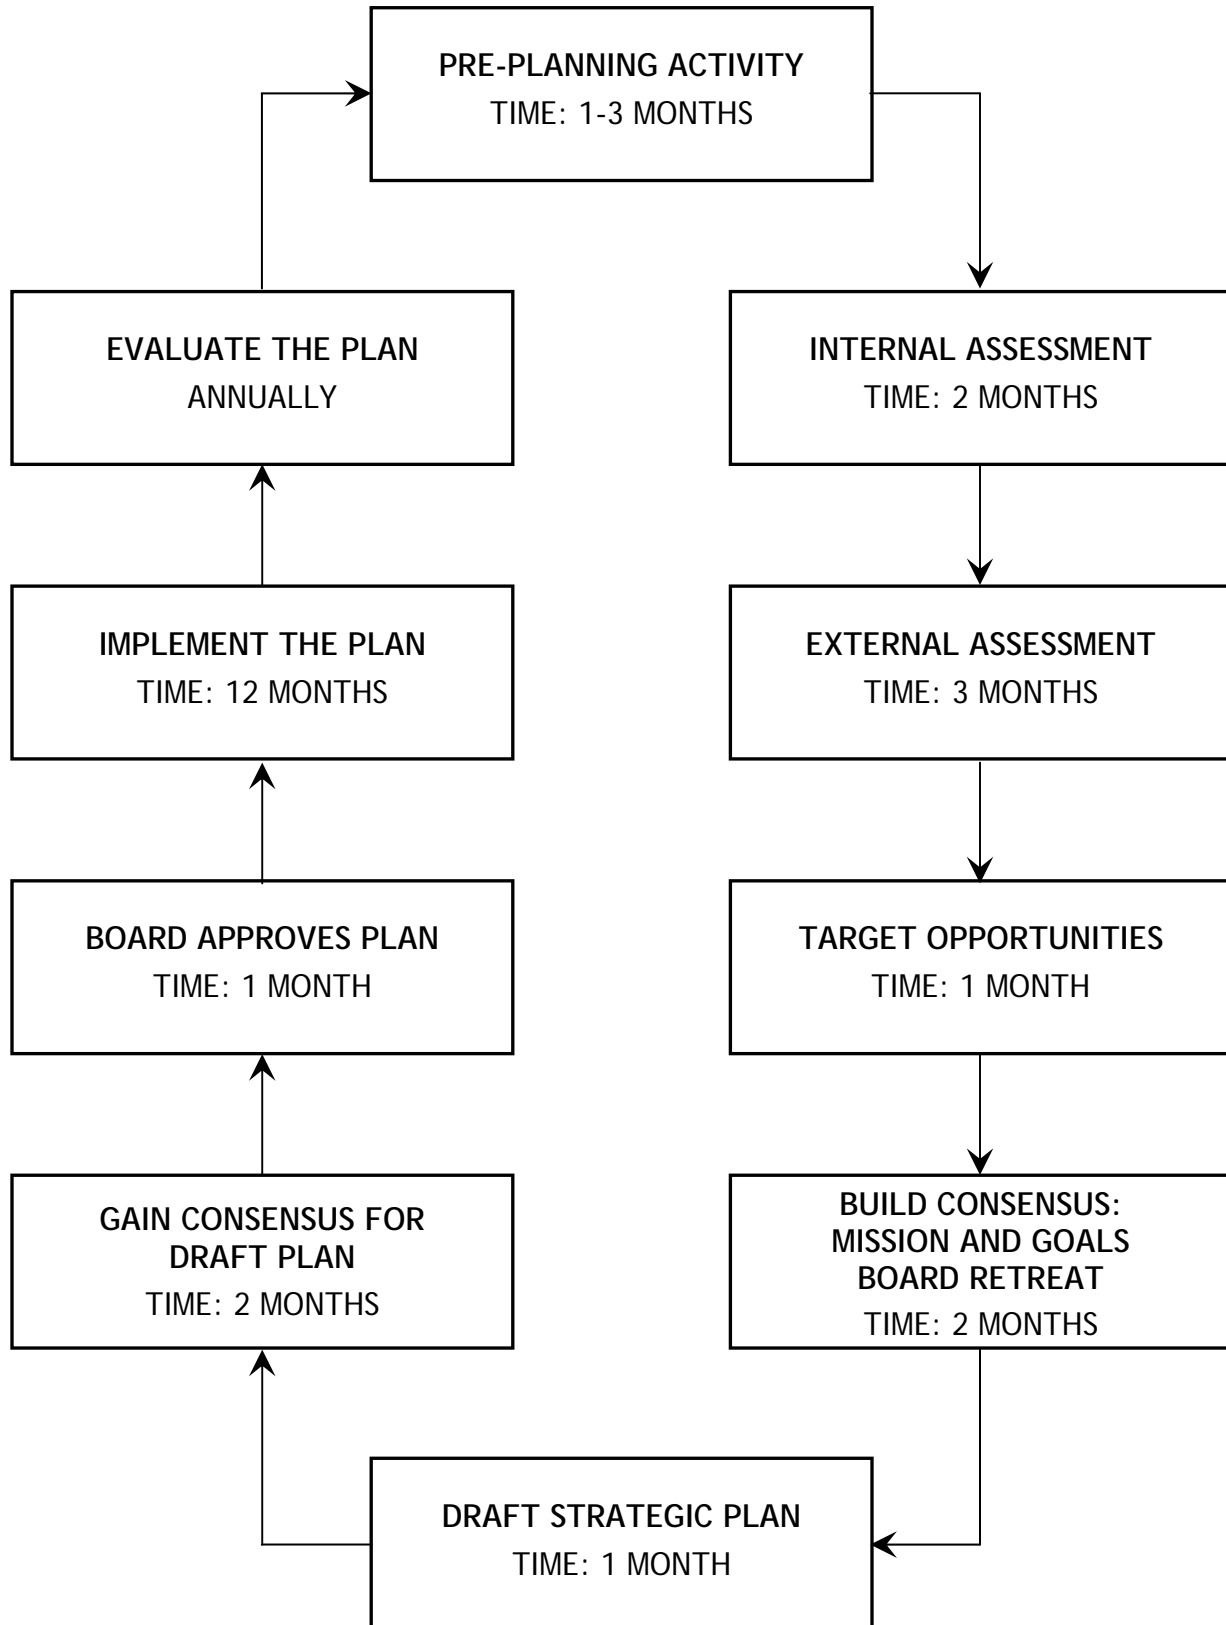 PRE-PLANNING ACTIVITY
TIME: 1-3 MONTHS
INTERNAL ASSESSMENT
TIME: 2 MONTHS
EXTERNAL ASSESSMENT
TIME: 3 MONTHS
TARGET OPPORTUNITIES
TIME: 1 MONTH
BUILD CONSENSUS:
MISSION AND GOALS
BOARD RETREAT
TIME: 2 MONTHS
DRAFT STRATEGIC PLAN
TIME: 1 MONTH
GAIN CONSENSUS FOR
DRAFT PLAN
TIME: 2 MONTHS
BOARD APPROVES PLAN
TIME: 1 MONTH
IMPLEMENT THE PLAN
TIME: 12 MONTHS
EVALUATE THE PLAN
ANNUALLY